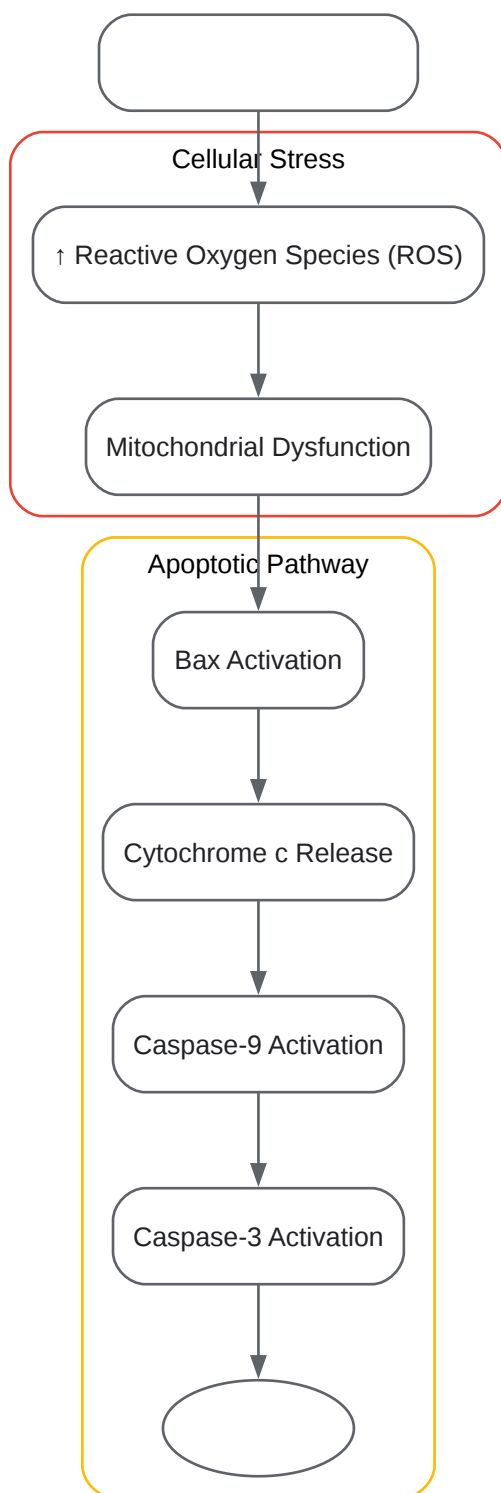 Cellular Stress
↑ Reactive Oxygen Species (ROS)
Mitochondrial Dysfunction
Apoptotic Pathway
Bax Activation
Cytochrome c Release
Caspase-9 Activation
Caspase-3 Activation